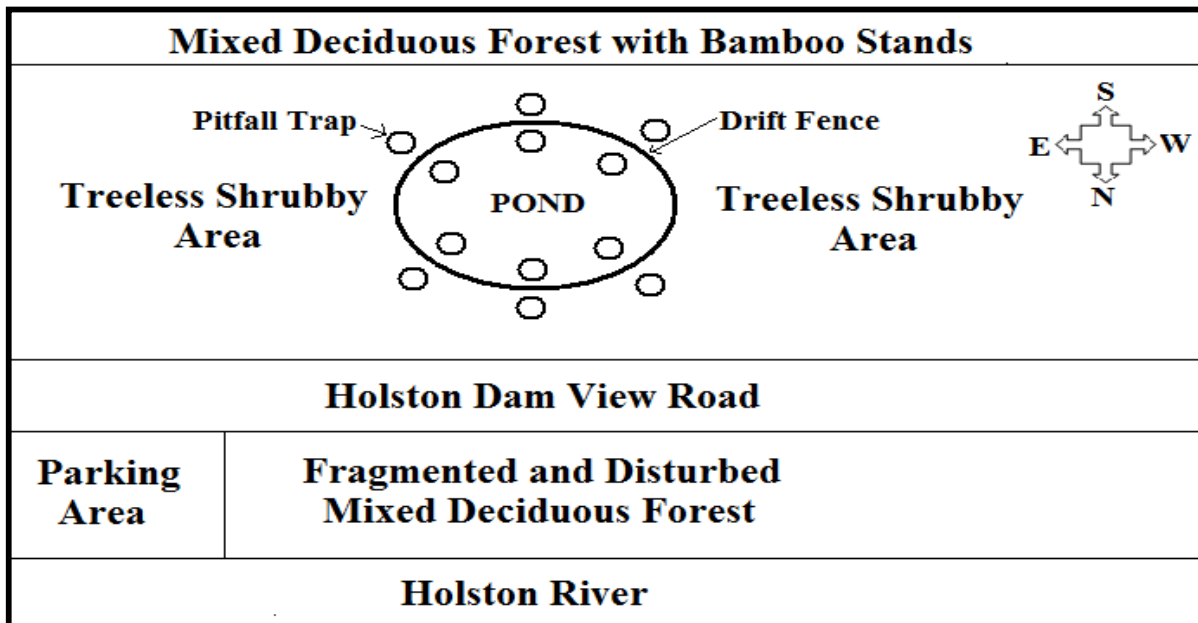 Mixed Deciduous Forest with Bamboo Stands
Pitfall Trap
Drift Fence
S
E
W
N
Treeless Shrubby
Area
POND
Treeless Shrubby
Area
Holston Dam View Road
Parking
Area
Fragmented and Disturbed
Mixed Deciduous Forest
Holston River